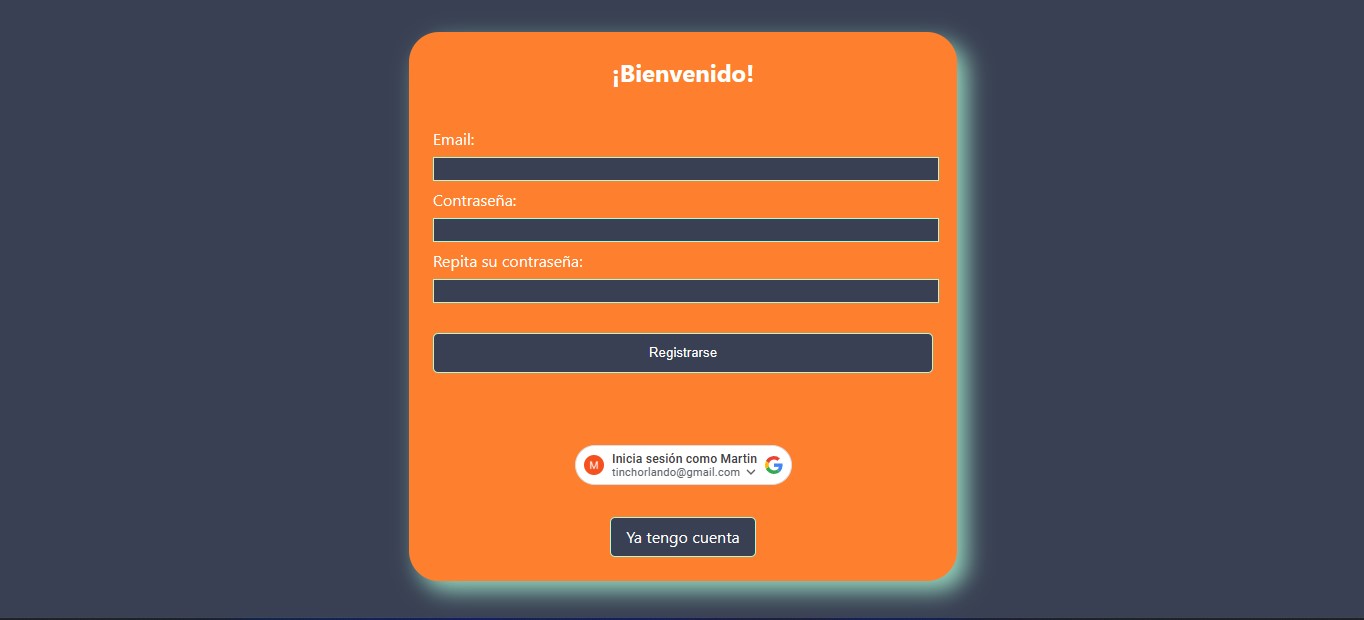 ¡Bienvenido!
Email:
Contraseña:
Repita su contraseña:
Registrarse
M
Inicia sesión como Martin
tinchorlando@gmail.com
Ya tengo cuenta